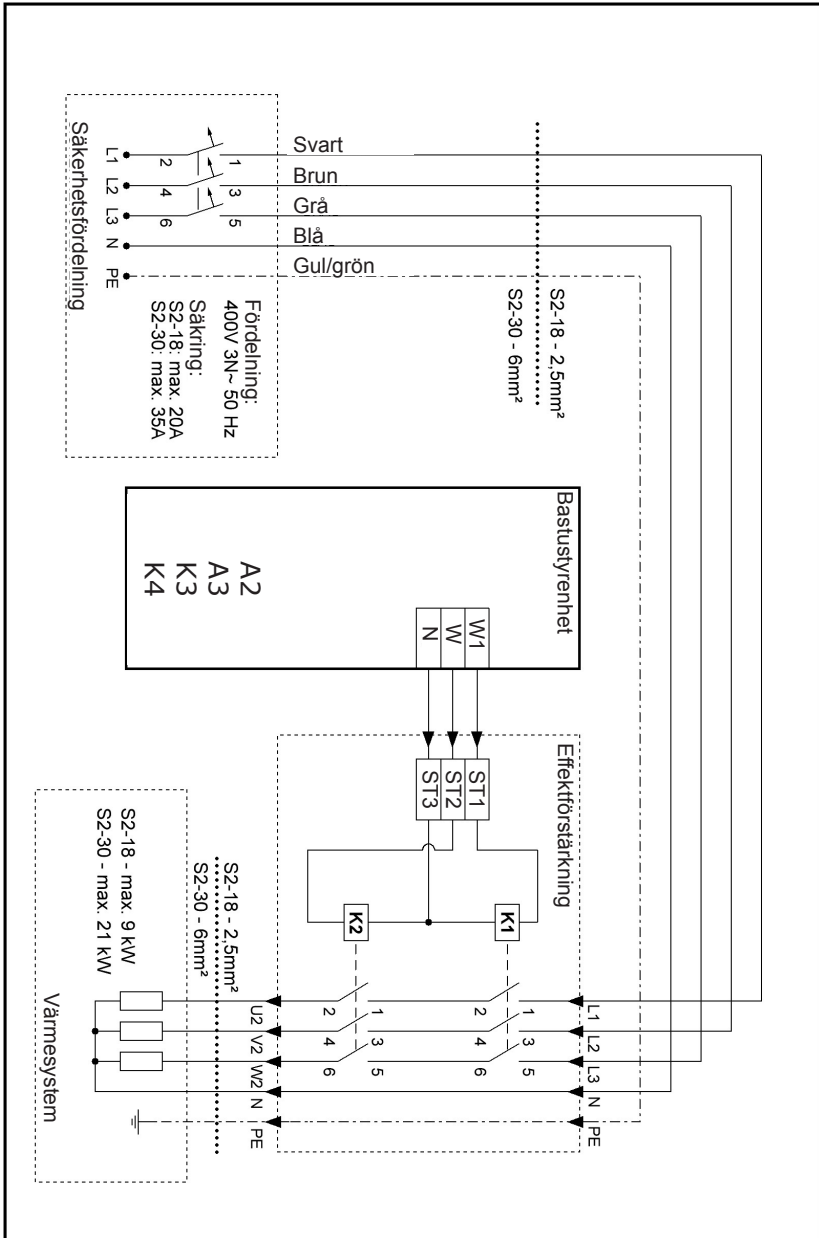 Säkerhetsfördelning
L1
L2
L3
N
PE
2
4
6
1
3
5
Fördelning:
400V 3N~ 50 Hz
Säkring:
S2-18: max. 20A
S2-30: max. 35A
Svart
Brun
Grå
Blå
Gul/grön
S2-18 - 2,5mm²
S2-30 - 6mm²
Bastustyrenhet
A2
A3
K3
K4
W1
W
N
Effektförstärkning
ST1
ST2
ST3
K1
K2
L1
L2
L3
N
PE
1
3
5
2
4
6
1
3
5
2
4
6
U2
V2
W2
N
PE
S2-18 - 2,5mm²
S2-30 - 6mm²
S2-18 - max. 9 kW
S2-30 - max. 21 kW
Värmesystem